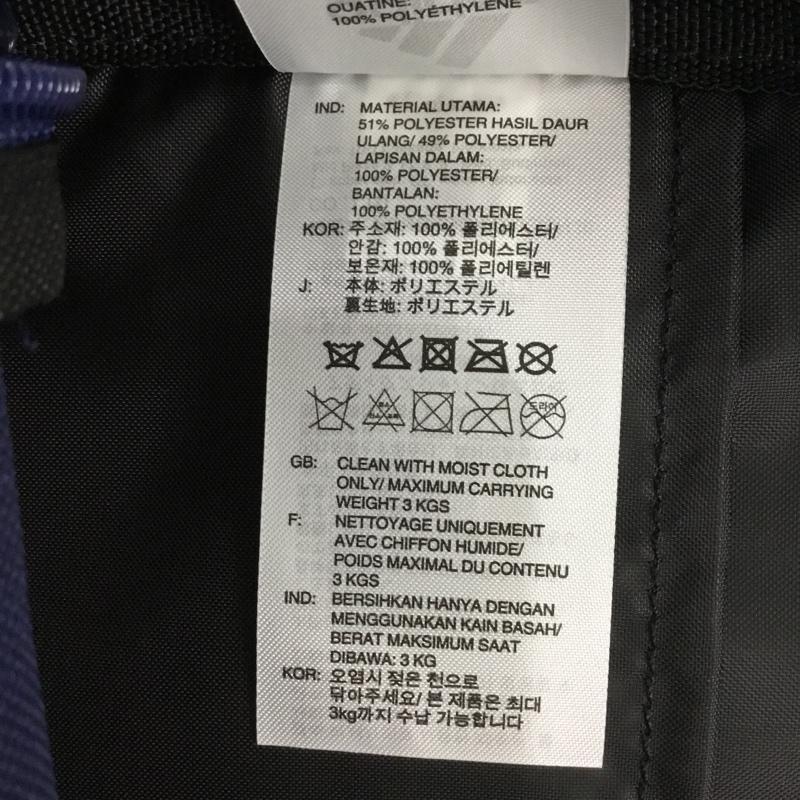 OUATINE:
100% POLYÉTHYLÈNE
IND: MATERIAL UTAMA:
51% POLYESTER HASIL DAUR
ULANG/ 49% POLYESTER/
LAPISAN DALAM:
100% POLYESTER/
BANTALAN:
100% POLYETHYLENE
KOR: 주소재: 100% 폴리에스터/
안감: 100% 폴리에스터/
보온재: 100% 폴리에틸렌
J: 本体: ポリエステル
裏生地: ポリエステル
드라이
GB: CLEAN WITH MOIST CLOTH
ONLY/ MAXIMUM CARRYING
WEIGHT 3 KGS
F: NETTOYAGE UNIQUEMENT
AVEC CHIFFON HUMIDE/
POIDS MAXIMAL DU CONTENU
3 KGS
IND: BERSIHKAN HANYA DENGAN
MENGGUNAKAN KAIN BASAH/
BERAT MAKSIMUM SAAT
DIBAWA: 3 KG
KOR: 오염시 젖은 천으로
닦아주세요/ 본 제품은 최대
3kg까지 수납 가능합니다